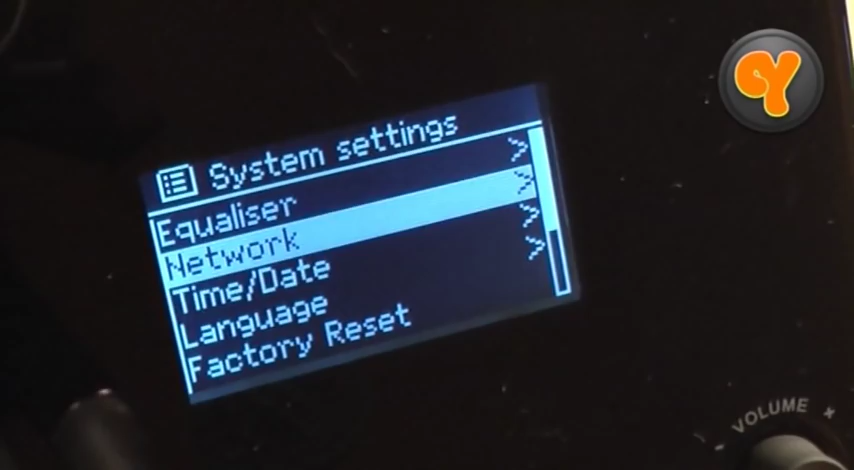 System settings
Equaliser >
Network >
Time/Date >
Language >
Factory Reset
- VOLUME +